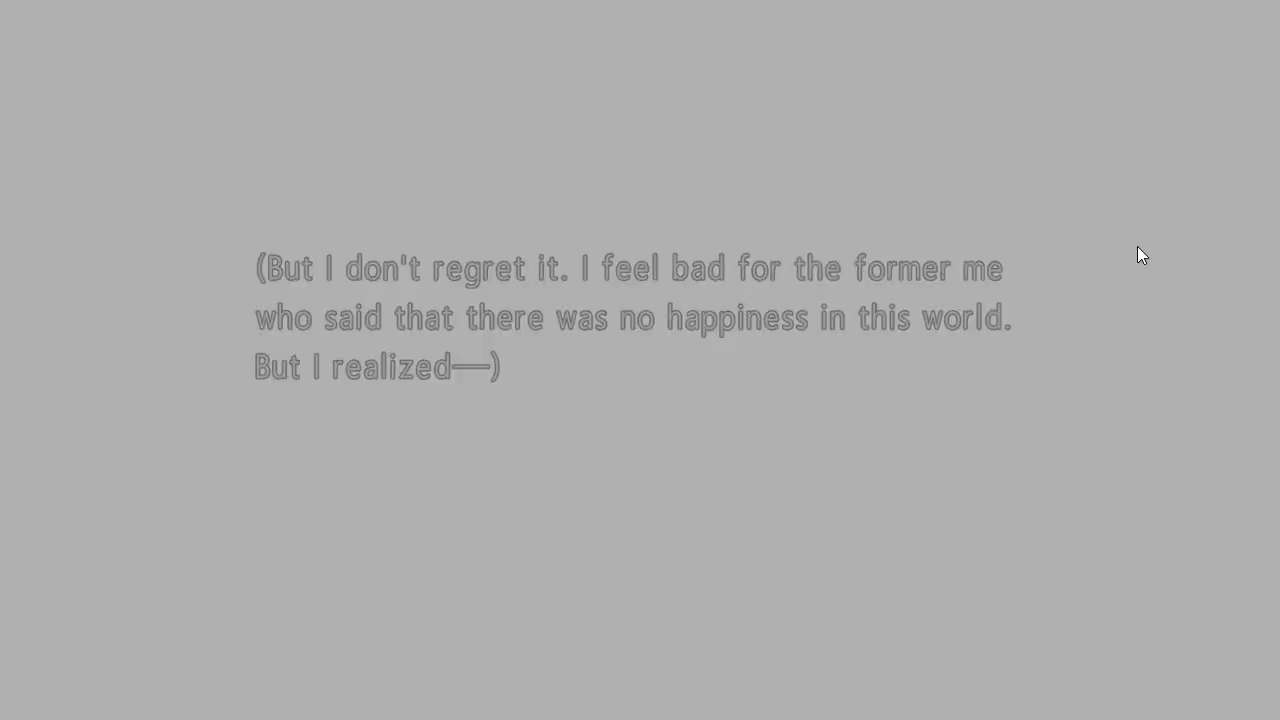 (But I don't regret it. I feel bad for the former me
who said that there was no happiness in this world.
But I realized──)